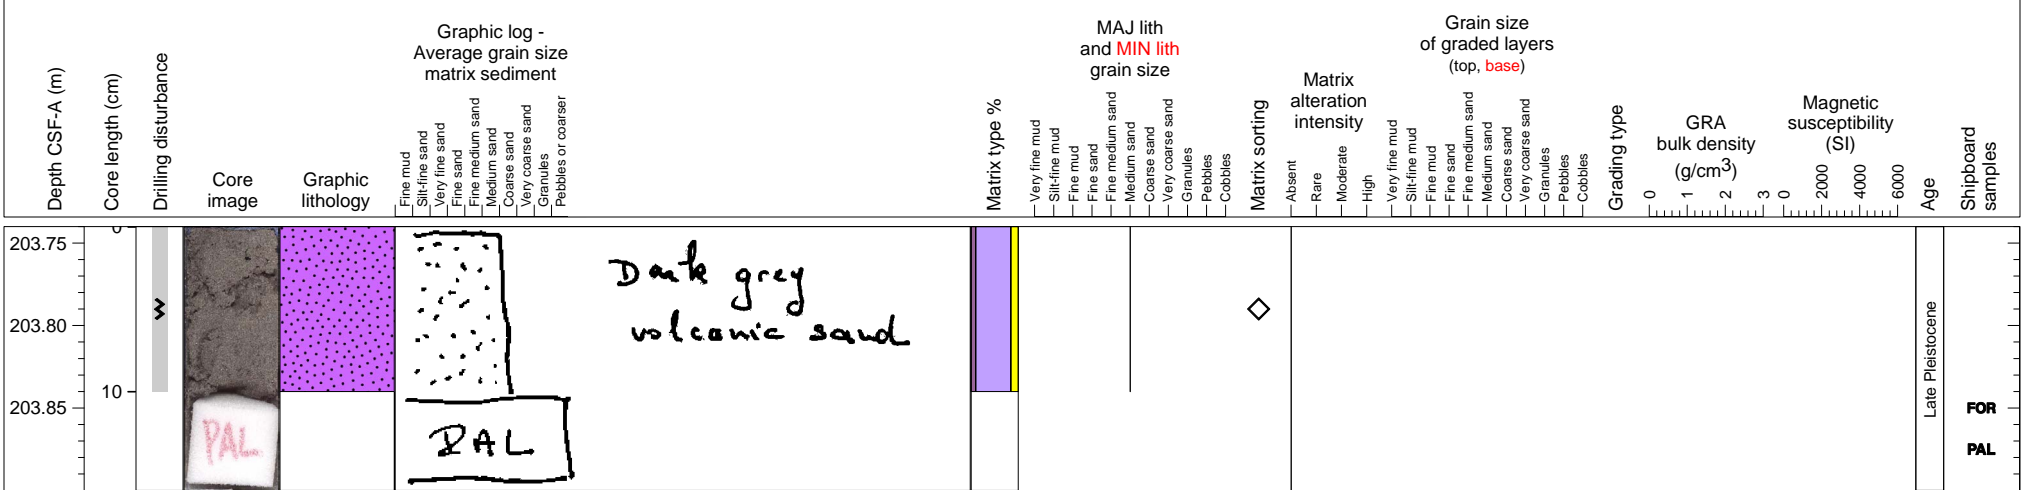 Depth CSF-A (m)
Core length (cm)
Drilling disturbance
Core
image
Graphic
lithology
Graphic log -
Average grain size
matrix sediment
Fine mud
Silt-fine sand
Very fine sand
Fine sand
Fine medium sand
Medium sand
Coarse sand
Very coarse sand
Granules
Pebbles or coarser
Matrix type %
MAJ lith
and MIN lith
grain size
Very fine mud
Silt-fine mud
Fine mud
Fine sand
Fine medium sand
Medium sand
Coarse sand
Very coarse sand
Granules
Pebbles
Cobbles
Matrix sorting
Matrix
alteration
intensity
Absent
Rare
Moderate
High
Grain size
of graded layers
(top, base)
Very fine mud
Silt-fine mud
Fine mud
Fine sand
Fine medium sand
Medium sand
Coarse sand
Very coarse sand
Granules
Pebbles
Cobbles
Grading type
GRA
bulk density
(g/cm3)
0 1 2 3
Magnetic
susceptibility
(SI)
0 2000 4000 6000
Age
Shipboard
samples
203.75
203.80
203.85
0
10
PAL
PAL
Dark grey
volcanic sand
Late Pleistocene
FOR
PAL